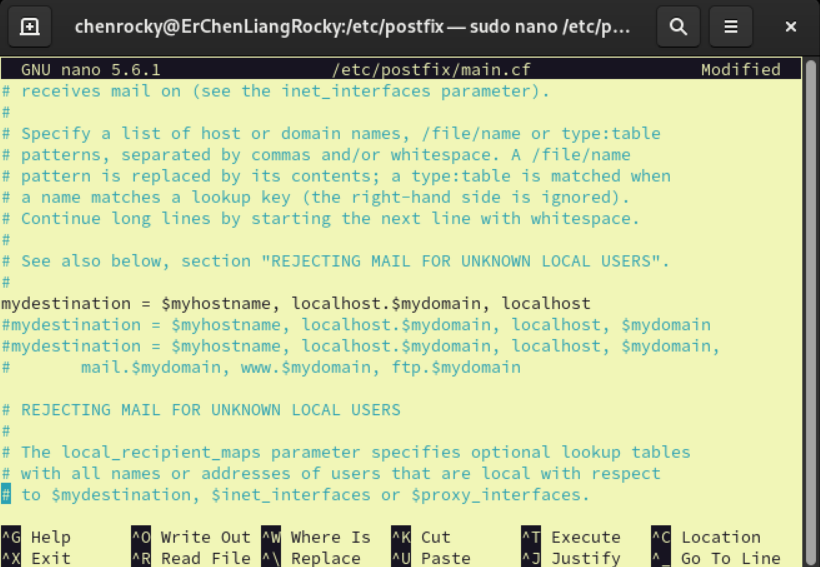 chenrocky@ErChenLiangRocky:/etc/postfix — sudo nano /etc/p...
GNU nano 5.6.1 /etc/postfix/main.cf Modified
# receives mail on (see the inet_interfaces parameter).
#
# Specify a list of host or domain names, /file/name or type:table
# patterns, separated by commas and/or whitespace. A /file/name
# pattern is replaced by its contents; a type:table is matched when
# a name matches a lookup key (the right-hand side is ignored).
# Continue long lines by starting the next line with whitespace.
#
# See also below, section "REJECTING MAIL FOR UNKNOWN LOCAL USERS".
#
mydestination = $myhostname, localhost.$mydomain, localhost
#mydestination = $myhostname, localhost.$mydomain, localhost, $mydomain
#mydestination = $myhostname, localhost.$mydomain, localhost, $mydomain,
#       mail.$mydomain, www.$mydomain, ftp.$mydomain
# REJECTING MAIL FOR UNKNOWN LOCAL USERS
#
# The local_recipient_maps parameter specifies optional lookup tables
# with all names or addresses of users that are local with respect
# to $mydestination, $inet_interfaces or $proxy_interfaces.
^G Help ^O Write Out ^W Where Is ^K Cut ^T Execute ^C Location
^X Exit ^R Read File ^\ Replace ^U Paste ^J Justify ^_ Go To Line